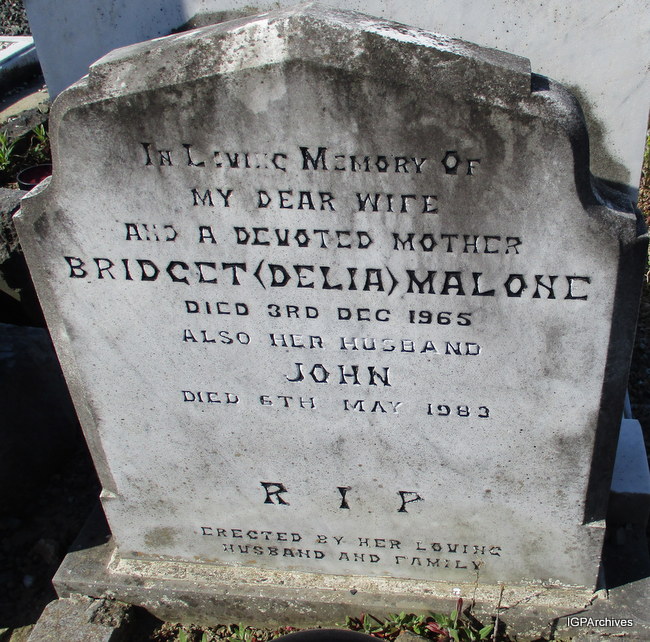 In Loving Memory Of
MY DEAR WIFE
AND A DEVOTED MOTHER
BRIDGET (DELIA) MALONE
DIED 3RD DEC 1965
ALSO HER HUSBAND
JOHN
DIED 6TH MAY 1983
R I P
ERECTED BY HER LOVING
HUSBAND AND FAMILY
IGPArchives